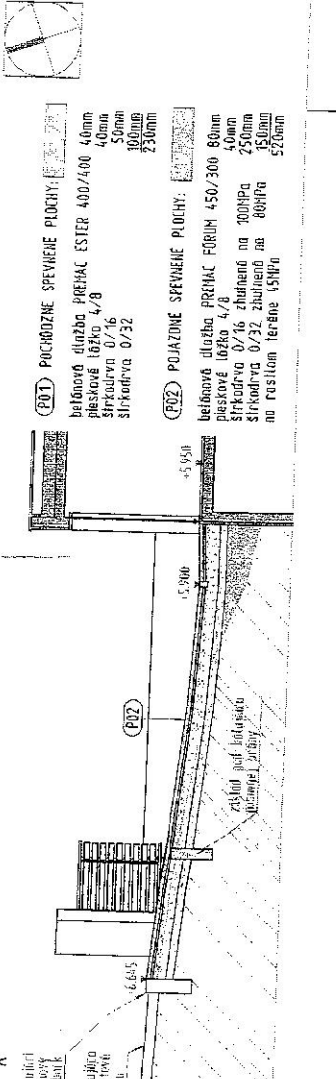 P01 POCHÔDZNE SPEVNENÉ PLOCHY:
betónová dlažba PREMAC ESTER 400/400 40mm
pieskové lôžko 4/8 40mm
štrkodrva 0/16 50mm
štrkodrva 0/32 100mm
230mm
P02 POJAZDNÉ SPEVNENÉ PLOCHY:
betónová dlažba PREMAC FORUM 450/300 80mm
pieskové lôžko 4/8 40mm
štrkodrva 0/16 zhutnená na 100MPa 250mm
štrkodrva 0/32 zhutnená na 80MPa 150mm
na rastlom teréne 45MPa 520mm
P02
+5.950
+5.900
+6.645
základ pod
brány